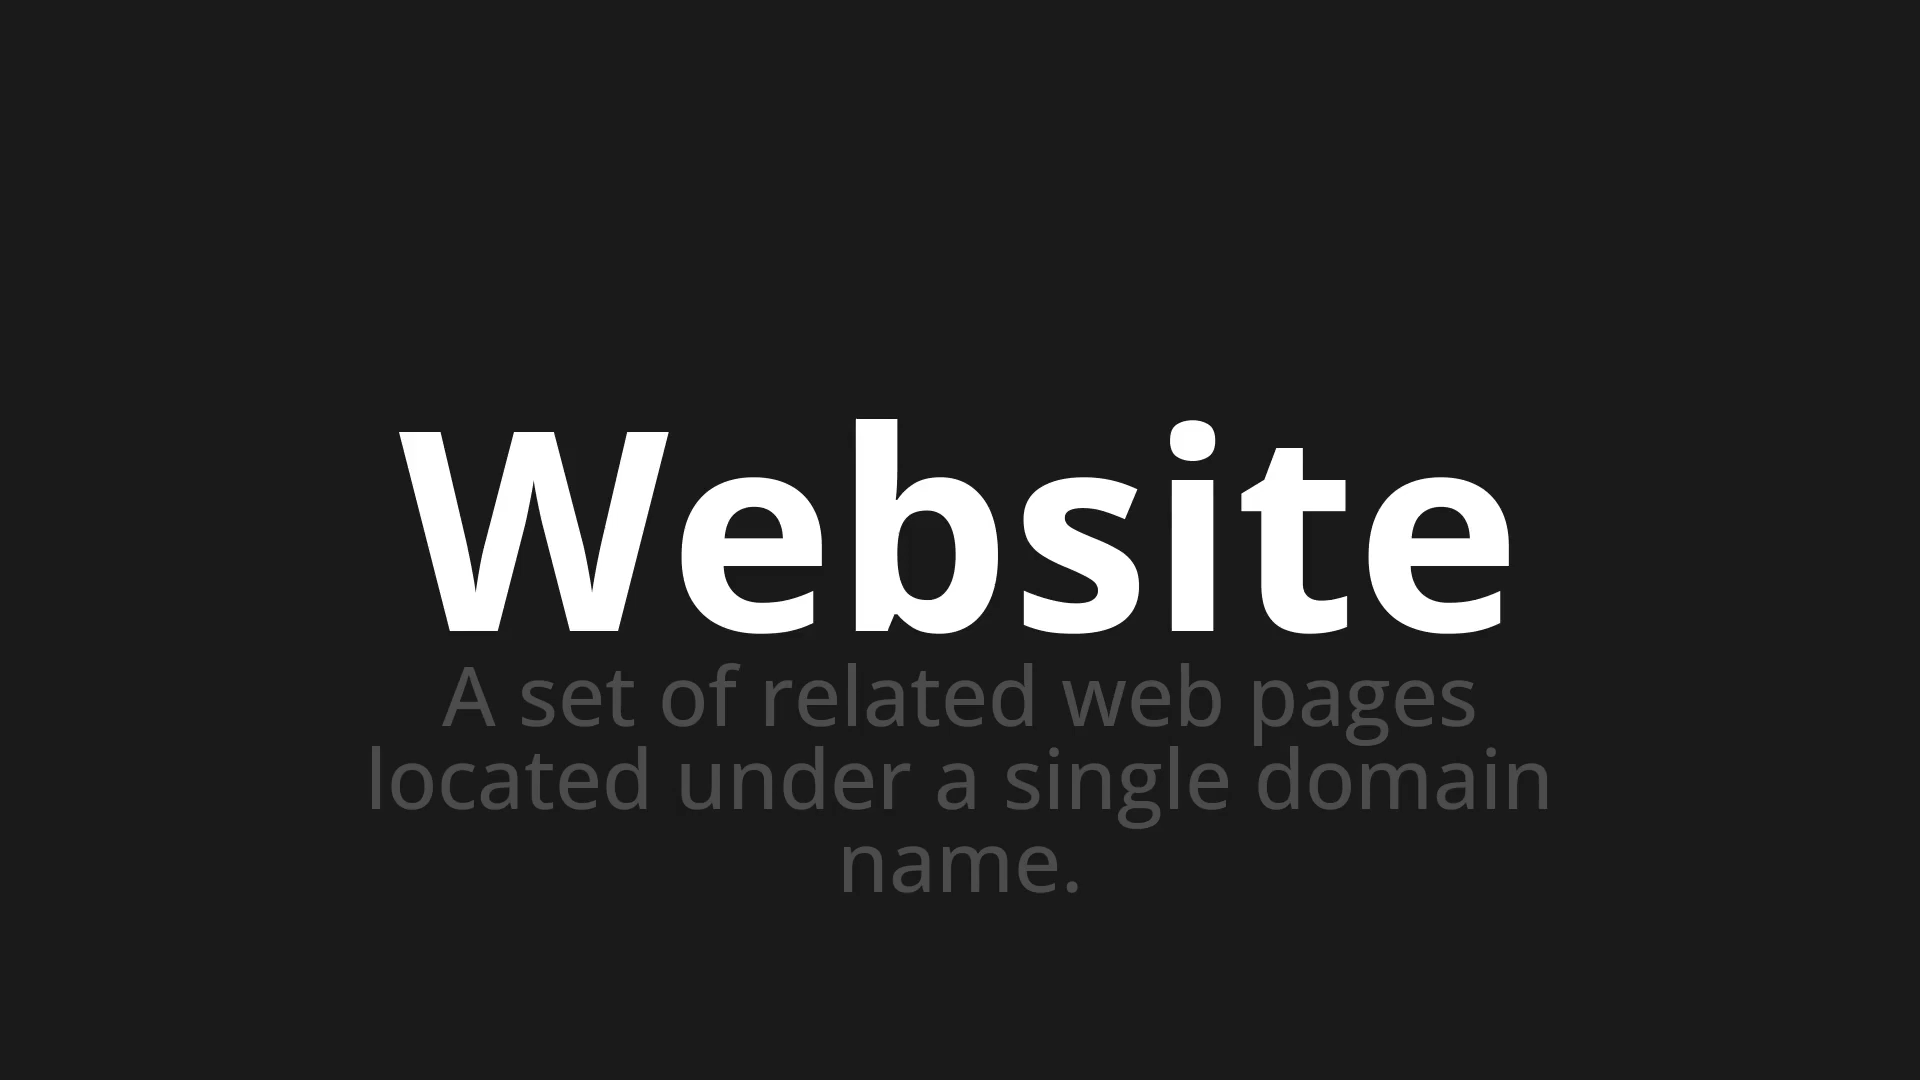 Website
A set of related web pages
located under a single domain
name.